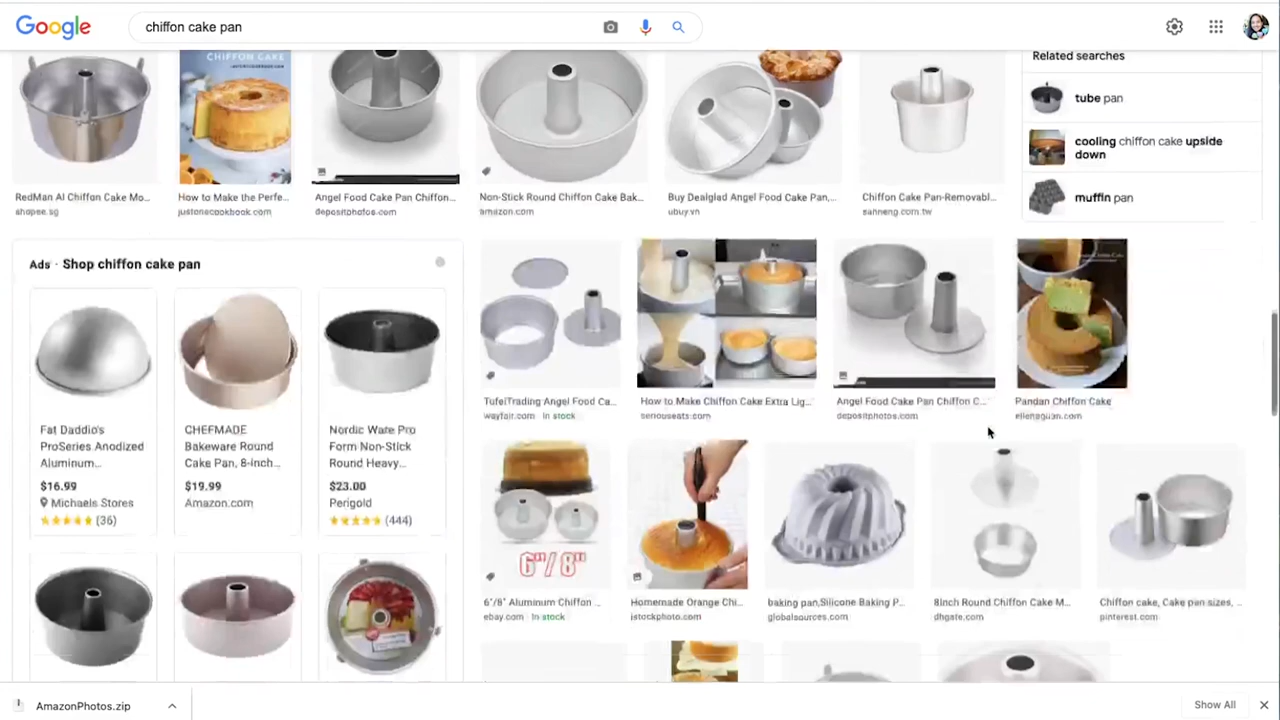 Google
chiffon cake pan
Related searches
tube pan
cooling chiffon cake upside
down
muffin pan
CHIFFON CAKE
RedMan Al Chiffon Cake Mo...
shopee.sg
How to Make the Perfe...
justonecookbook.com
Angel Food Cake Pan Chiffon...
depositphotos.com
Non-Stick Round Chiffon Cake Bak...
amazon.com
Buy Dealglad Angel Food Cake Pan,...
ubuy.vn
Chiffon Cake Pan-Removabl...
sanneng.com.tw
Ads · Shop chiffon cake pan
Fat Daddio's
ProSeries Anodized
Aluminum...
$16.99
Michaels Stores
(36)
CHEFMADE
Bakeware Round
Cake Pan, 8-inch...
$19.99
Amazon.com
Nordic Ware Pro
Form Non-Stick
Round Heavy...
$23.00
Perigold
(444)
TufeiTrading Angel Food Ca...
wayfair.com · In stock
How to Make Chiffon Cake Extra Lig...
seriouseats.com
Angel Food Cake Pan Chiffon C...
depositphotos.com
Pandan Chiffon Cake
ellenaguan.com
6"/8"
6"/8" Aluminum Chiffon ...
ebay.com · In stock
Homemade Orange Chi...
istockphoto.com
baking pan,Silicone Baking P...
globalsources.com
8Inch Round Chiffon Cake M...
dhgate.com
Chiffon cake, Cake pan sizes, ...
pinterest.com
AmazonPhotos.zip
Show All